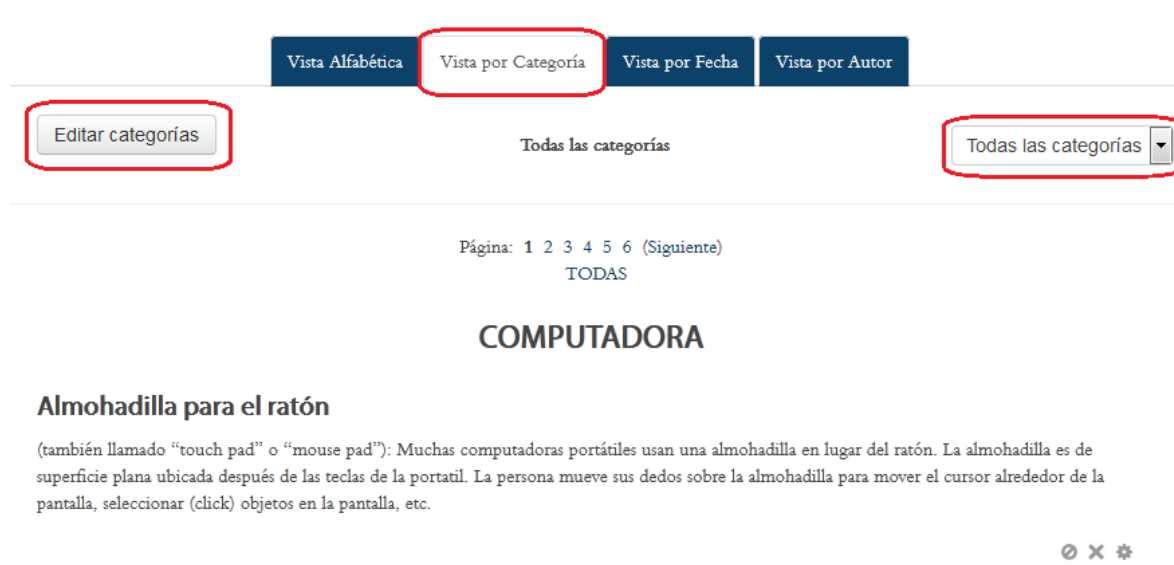 Vista Alfabética Vista por Categoría Vista por Fecha Vista por Autor
Editar categorías Todas las categorías Todas las categorías
Página: 1 2 3 4 5 6 (Siguiente)
TODAS
COMPUTADORA
Almohadilla para el ratón
(también llamado “touch pad” o “mouse pad”): Muchas computadoras portátiles usan una almohadilla en lugar del ratón. La almohadilla es de
superficie plana ubicada después de las teclas de la portatil. La persona mueve sus dedos sobre la almohadilla para mover el cursor alrededor de la
pantalla, seleccionar (click) objetos en la pantalla, etc.